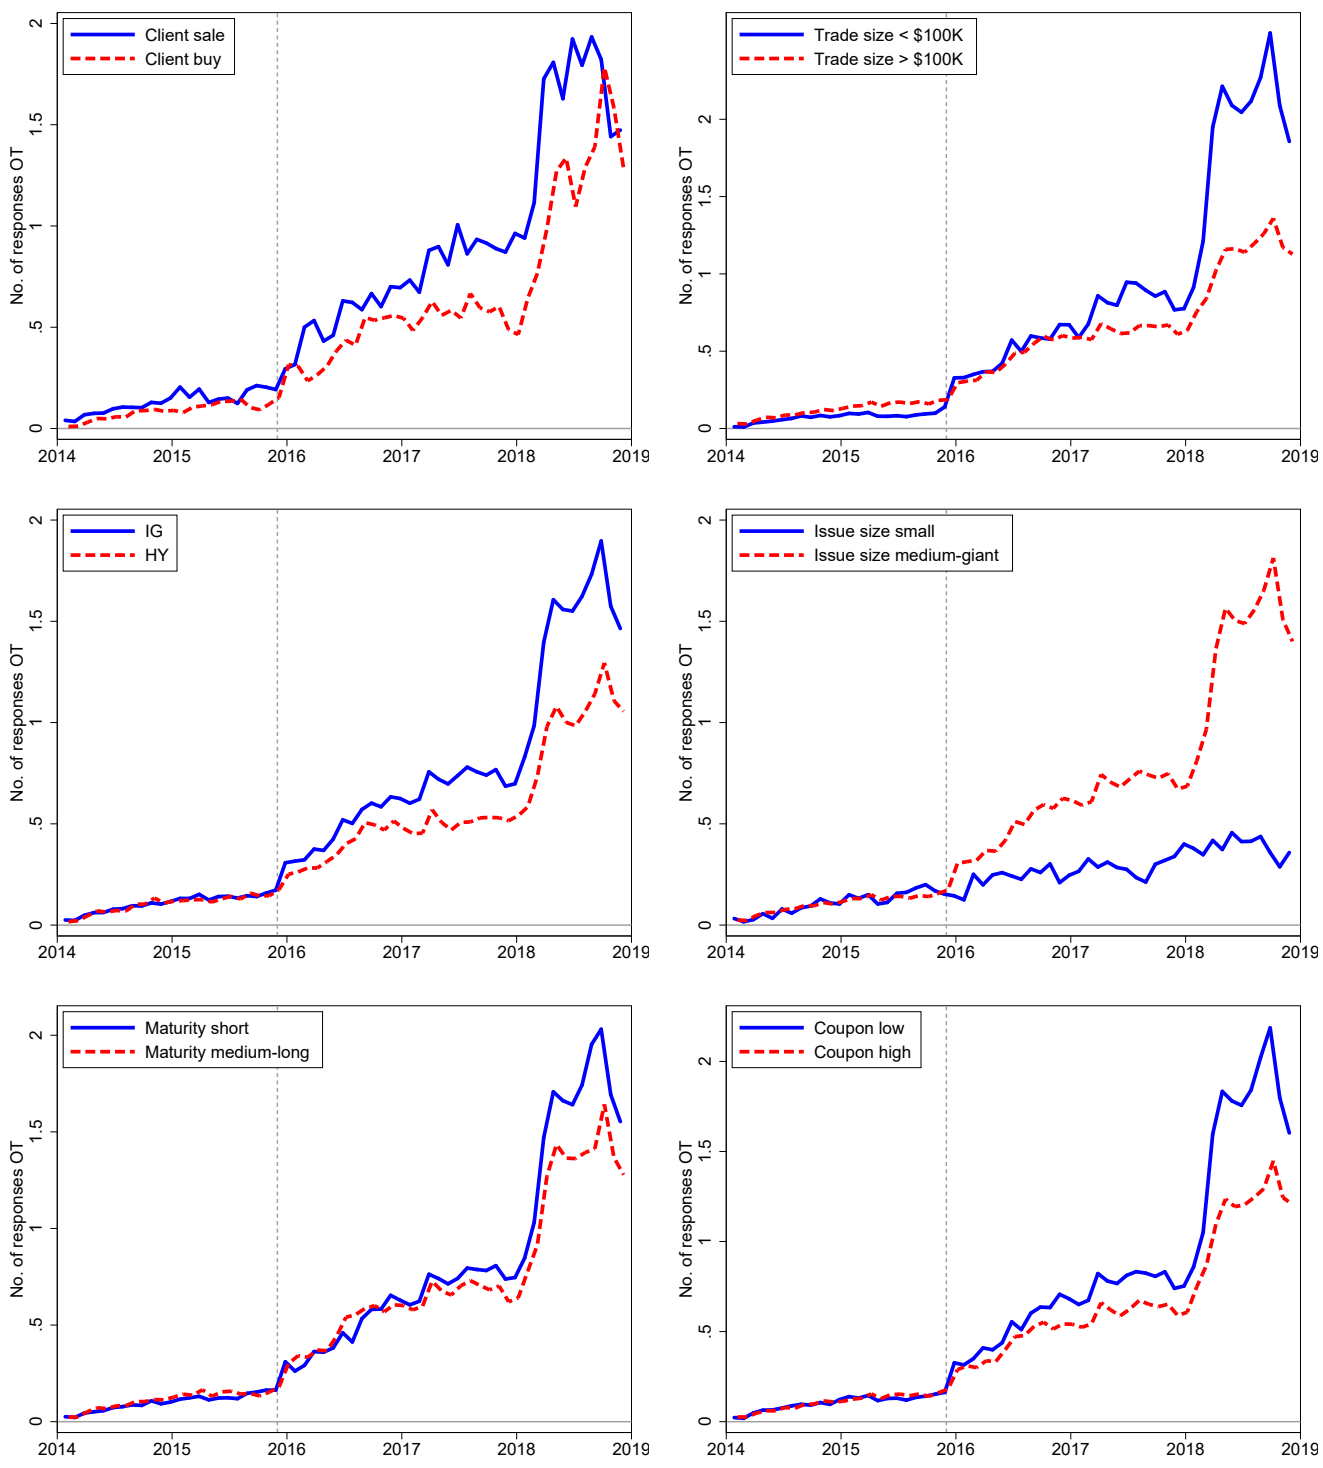 Client sale
Client buy
No. of responses OT
2
1.5
1
.5
0
2014 2015 2016 2017 2018 2019
Trade size < $100K
Trade size > $100K
No. of responses OT
2
1.5
1
.5
0
2014 2015 2016 2017 2018 2019
IG
HY
No. of responses OT
2
1.5
1
.5
0
2014 2015 2016 2017 2018 2019
Issue size small
Issue size medium-giant
No. of responses OT
2
1.5
1
.5
0
2014 2015 2016 2017 2018 2019
Maturity short
Maturity medium-long
No. of responses OT
2
1.5
1
.5
0
2014 2015 2016 2017 2018 2019
Coupon low
Coupon high
No. of responses OT
2
1.5
1
.5
0
2014 2015 2016 2017 2018 2019